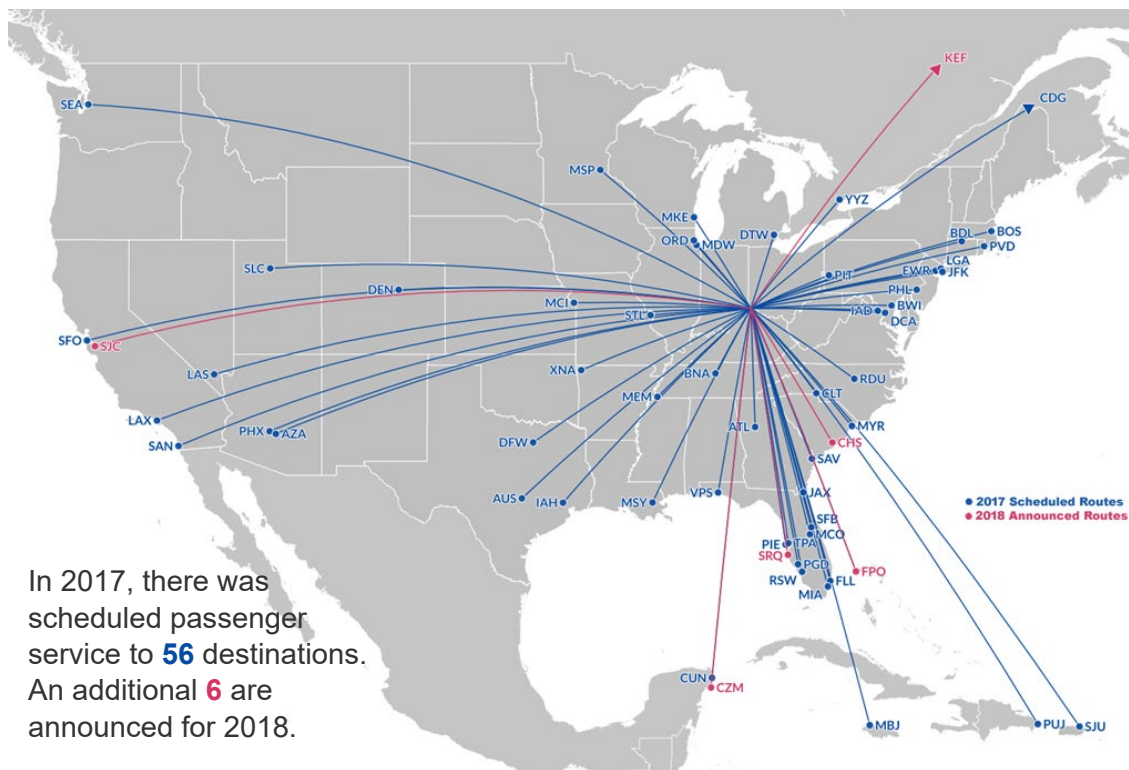 KEF
CDG
SEA
MSP
YYZ
MKE
DTW
BDL
BOS
ORD
MDW
PVD
SLC
PIT
LGA
EWR
JFK
DEN
PHL
MCI
STL
IAD
BWI
DCA
SFO
SJC
LAS
XNA
BNA
RDU
MEM
CLT
LAX
PHX
AZA
ATL
MYR
SAN
DFW
CHS
SAV
AUS
IAH
MSY
VPS
JAX
2017 Scheduled Routes
2018 Announced Routes
SFB
MCO
PIE
TPA
SRQ
PGD
RSW
FLL
FPO
MIA
In 2017, there was
scheduled passenger
service to 56 destinations.
An additional 6 are
announced for 2018.
CUN
CZM
MBJ
PUJ
SJU